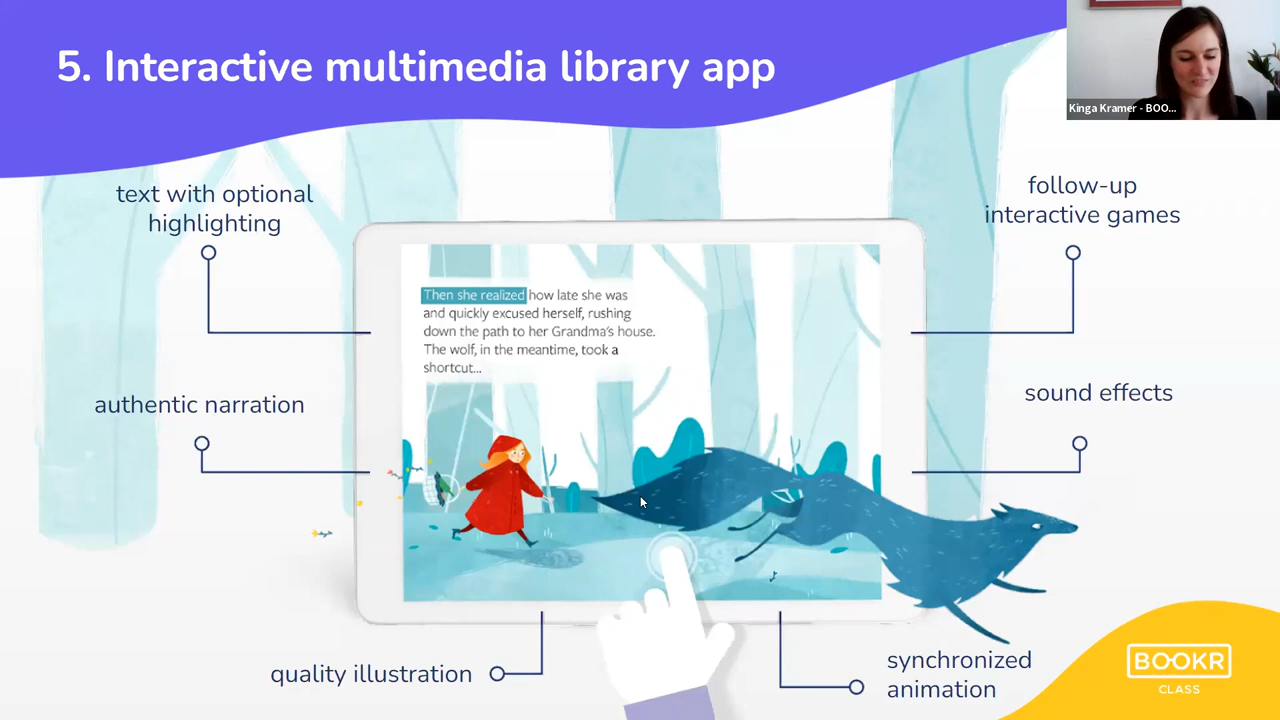 5. Interactive multimedia library app
Kinga Kramer - BOO...
text with optional
highlighting
follow-up
interactive games
Then she realized how late she was
and quickly excused herself, rushing
down the path to her Grandma's house.
The wolf, in the meantime, took a
shortcut...
authentic narration
sound effects
quality illustration
synchronized
animation
BOOKR
CLASS